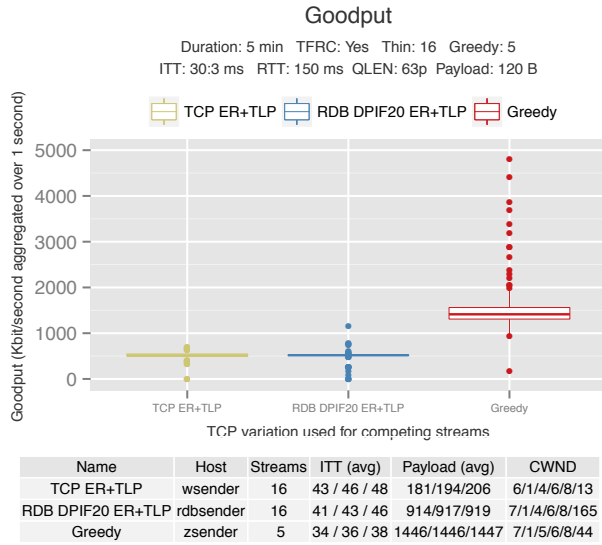 Goodput
Duration: 5 min TFRC: Yes Thin: 16 Greedy: 5
ITT: 30:3 ms RTT: 150 ms QLEN: 63p Payload: 120 B
TCP ER+TLP RDB DPIF20 ER+TLP Greedy
Goodput (Kbit/second aggregated over 1 second)
5000
4000
3000
2000
1000
0
TCP ER+TLP RDB DPIF20 ER+TLP Greedy
TCP variation used for competing streams
Name Host Streams ITT (avg) Payload (avg) CWND
TCP ER+TLP wsender 16 43 / 46 / 48 181/194/206 6/1/4/6/8/13
RDB DPIF20 ER+TLP rdbsender 16 41 / 43 / 46 914/917/919 7/1/4/6/8/165
Greedy zsender 5 34 / 36 / 38 1446/1446/1447 7/1/5/6/8/44